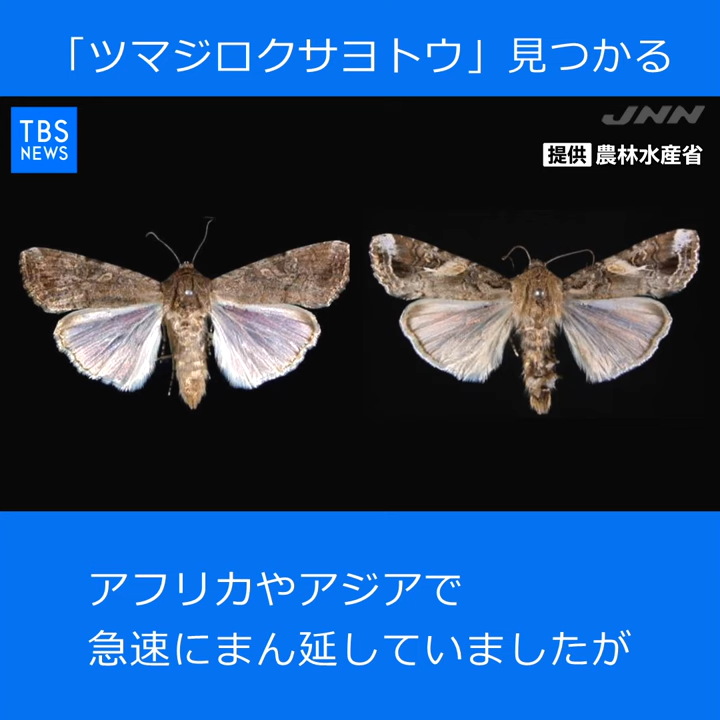 「ツマジロクサヨトウ」見つかる
TBS
NEWS
JNN
提供 農林水産省
アフリカやアジアで
急速にまん延していましたが